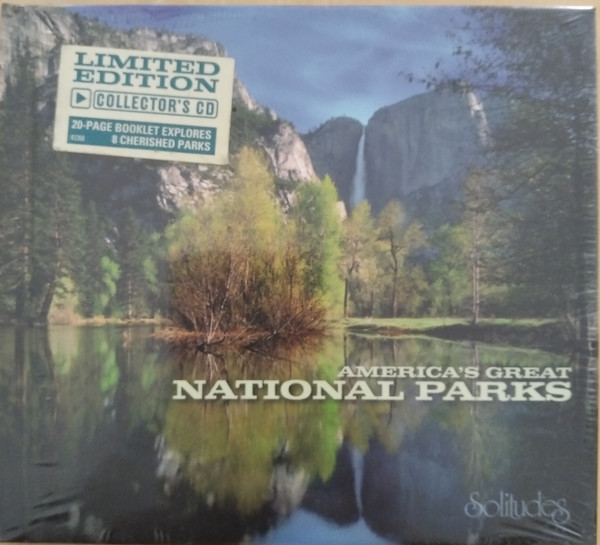 LIMITED
EDITION
COLLECTOR'S CD
20-PAGE BOOKLET EXPLORES
8 CHERISHED PARKS
AMERICA'S GREAT
NATIONAL PARKS
Solitudes